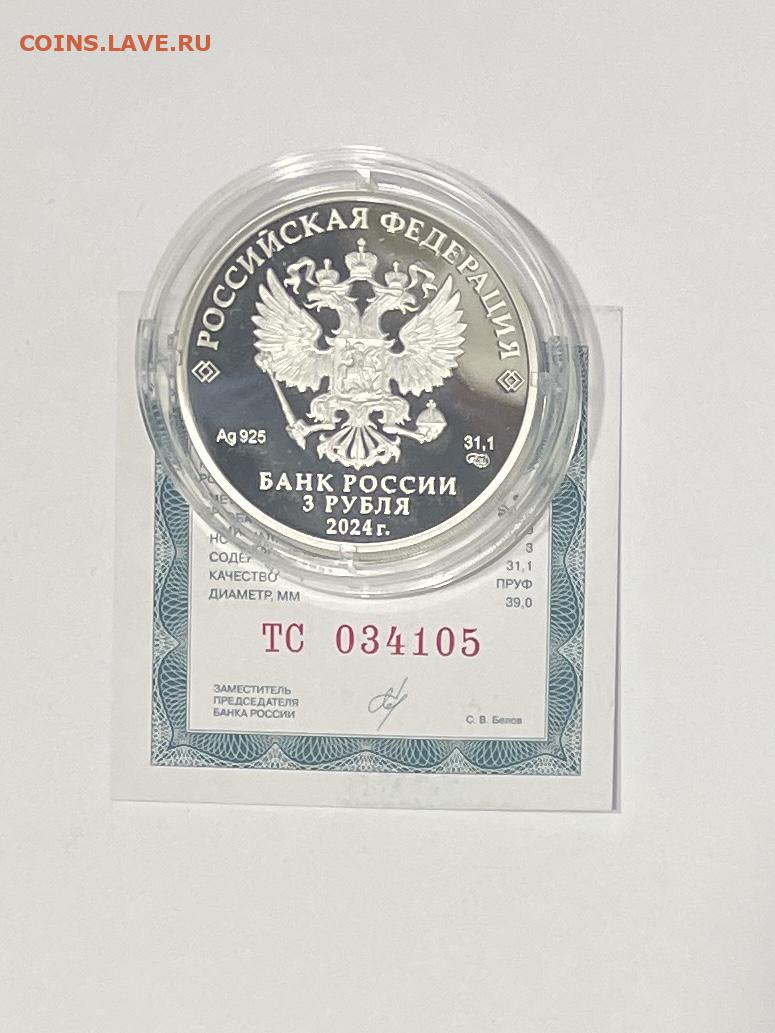 COINS.LAVE.RU
РОССИЙСКАЯ ФЕДЕРАЦИЯ
Ag 925
31,1
БАНК РОССИИ
3 РУБЛЯ
2024 г.
3
31,1
КАЧЕСТВО ПРУФ
ДИАМЕТР, ММ 39,0
ТС 034105
ЗАМЕСТИТЕЛЬ
ПРЕДСЕДАТЕЛЯ
БАНКА РОССИИ
С. В. Белов